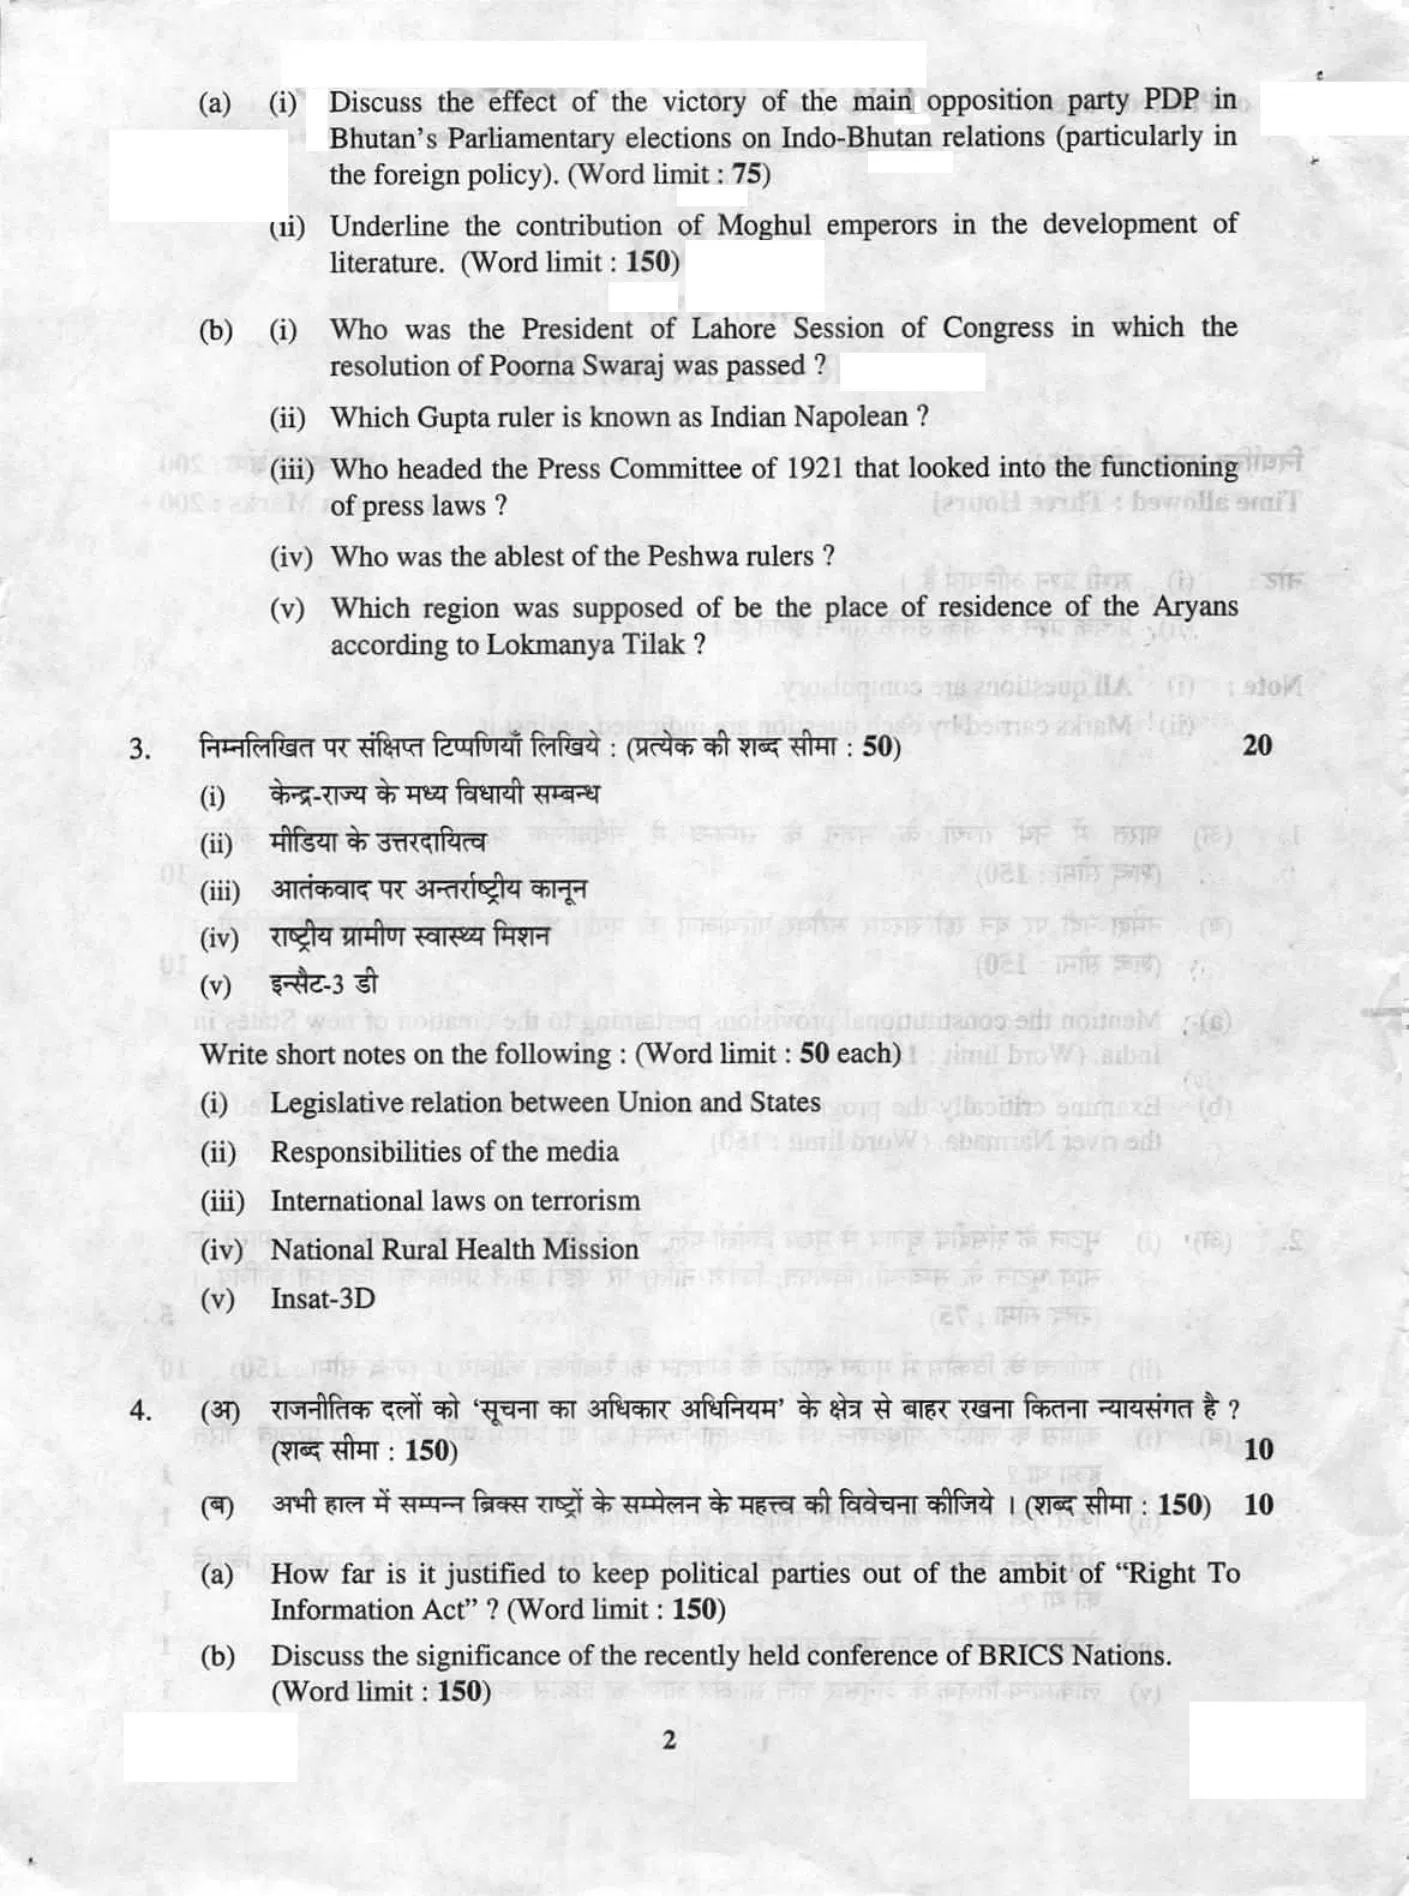 (a) (i) Discuss the effect of the victory of the main opposition party PDP in
Bhutan's Parliamentary elections on Indo-Bhutan relations (particularly in
the foreign policy). (Word limit : 75)
(ii) Underline the contribution of Moghul emperors in the development of
literature. (Word limit : 150)
(b) (i) Who was the President of Lahore Session of Congress in which the
resolution of Poorna Swaraj was passed ?
(ii) Which Gupta ruler is known as Indian Napolean ?
(iii) Who headed the Press Committee of 1921 that looked into the functioning
of press laws ?
(iv) Who was the ablest of the Peshwa rulers ?
(v) Which region was supposed of be the place of residence of the Aryans
according to Lokmanya Tilak ?
3. निम्नलिखित पर संक्षिप्त टिप्पणियाँ लिखिये : (प्रत्येक की शब्द सीमा : 50) 20
(i) केन्द्र-राज्य के मध्य विधायी सम्बन्ध
(ii) मीडिया के उत्तरदायित्व
(iii) आतंकवाद पर अन्तर्राष्ट्रीय कानून
(iv) राष्ट्रीय ग्रामीण स्वास्थ्य मिशन
(v) इन्सैट-3 डी
Write short notes on the following : (Word limit : 50 each)
(i) Legislative relation between Union and States
(ii) Responsibilities of the media
(iii) International laws on terrorism
(iv) National Rural Health Mission
(v) Insat-3D
4. (अ) राजनीतिक दलों को 'सूचना का अधिकार अधिनियम' के क्षेत्र से बाहर रखना कितना न्यायसंगत है ?
(शब्द सीमा : 150) 10
(ब) अभी हाल में सम्पन्न ब्रिक्स राष्ट्रों के सम्मेलन के महत्त्व की विवेचना कीजिये । (शब्द सीमा : 150) 10
(a) How far is it justified to keep political parties out of the ambit of “Right To
Information Act” ? (Word limit : 150)
(b) Discuss the significance of the recently held conference of BRICS Nations.
(Word limit : 150)
2